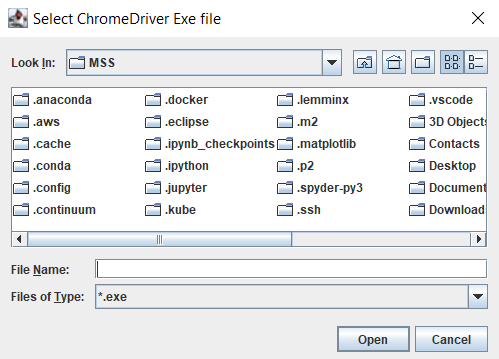 Select ChromeDriver Exe file
Look In: MSS
.anaconda .docker .lemminx .vscode
.aws .eclipse .m2 3D Objects
.cache .ipynb_checkpoints .matplotlib Contacts
.conda .ipython .p2 Desktop
.config .jupyter .spyder-py3 Document
.continuum .kube .ssh Download
File Name:
Files of Type: *.exe
Open Cancel